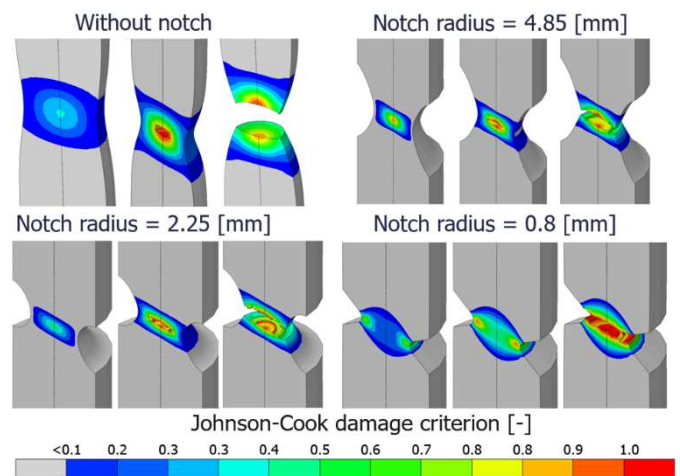 Without notch
Notch radius = 4.85 [mm]
Notch radius = 2.25 [mm]
Notch radius = 0.8 [mm]
Johnson-Cook damage criterion [-]
<0.1 0.2 0.3 0.3 0.4 0.5 0.6 0.7 0.8 0.8 0.9 1.0